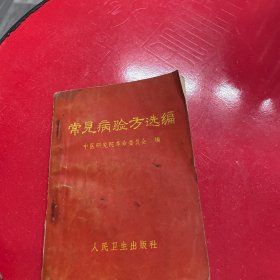 常见病验方选编
中医研究院革命委员会 编
人民卫生出版社